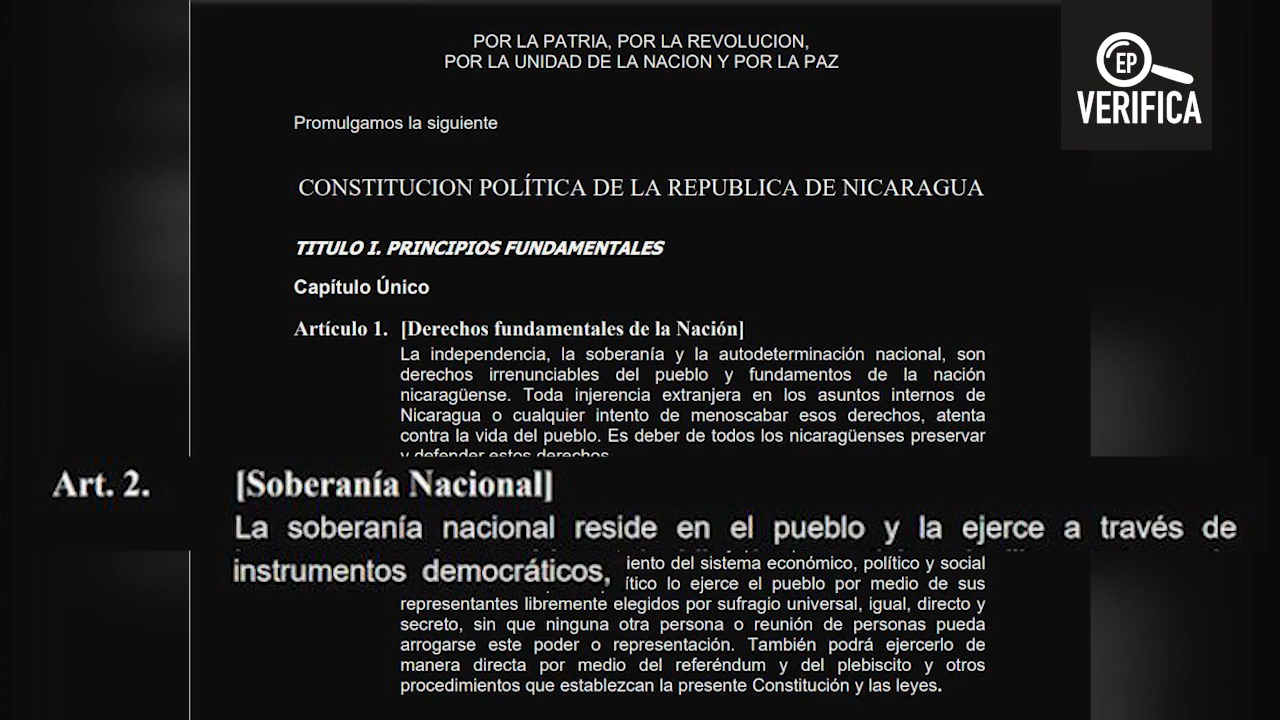 POR LA PATRIA, POR LA REVOLUCION,
POR LA UNIDAD DE LA NACION Y POR LA PAZ
EP
VERIFICA
Promulgamos la siguiente
CONSTITUCION POLÍTICA DE LA REPUBLICA DE NICARAGUA
TITULO I. PRINCIPIOS FUNDAMENTALES
Capítulo Único
Artículo 1. [Derechos fundamentales de la Nación]
La independencia, la soberanía y la autodeterminación nacional, son
derechos irrenunciables del pueblo y fundamentos de la nación
nicaragüense. Toda injerencia extranjera en los asuntos internos de
Nicaragua o cualquier intento de menoscabar esos derechos, atenta
contra la vida del pueblo. Es deber de todos los nicaragüenses preservar
y defender estos derechos.
Art. 2. [Soberanía Nacional]
La soberanía nacional reside en el pueblo y la ejerce a través de
instrumentos democráticos,
iento del sistema económico, político y social
ítico lo ejerce el pueblo por medio de sus
representantes libremente elegidos por sufragio universal, igual, directo y
secreto, sin que ninguna otra persona o reunión de personas pueda
arrogarse este poder o representación. También podrá ejercerlo de
manera directa por medio del referéndum y del plebiscito y otros
procedimientos que establezcan la presente Constitución y las leyes.